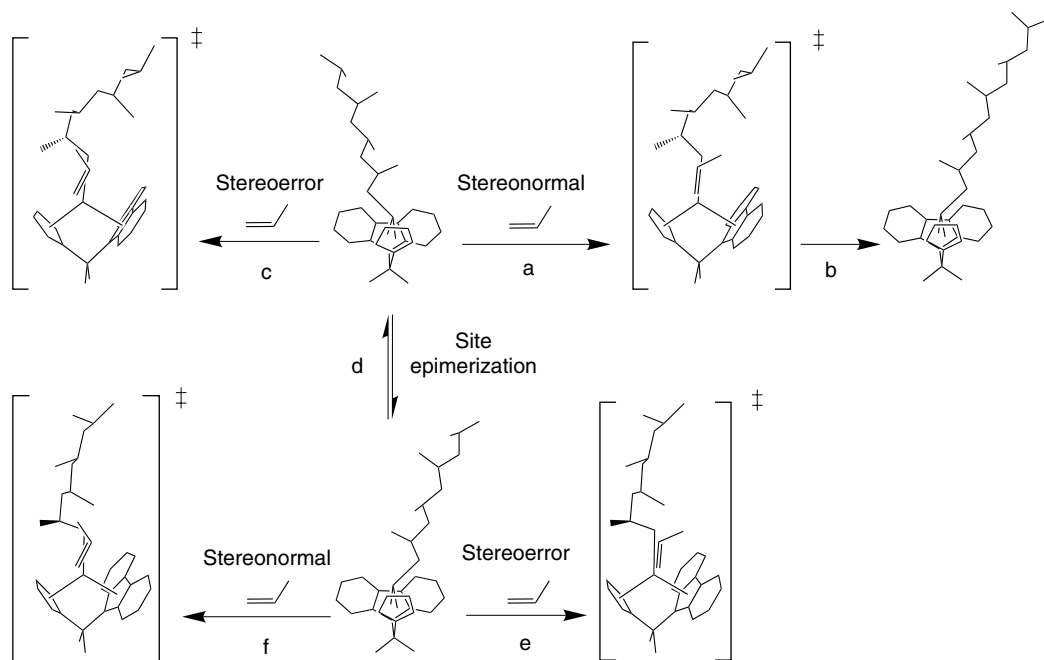 ‡
‡
Stereoerror
Stereonormal
c
a
b
d
Site
epimerization
‡
‡
Stereonormal
Stereoerror
f
e